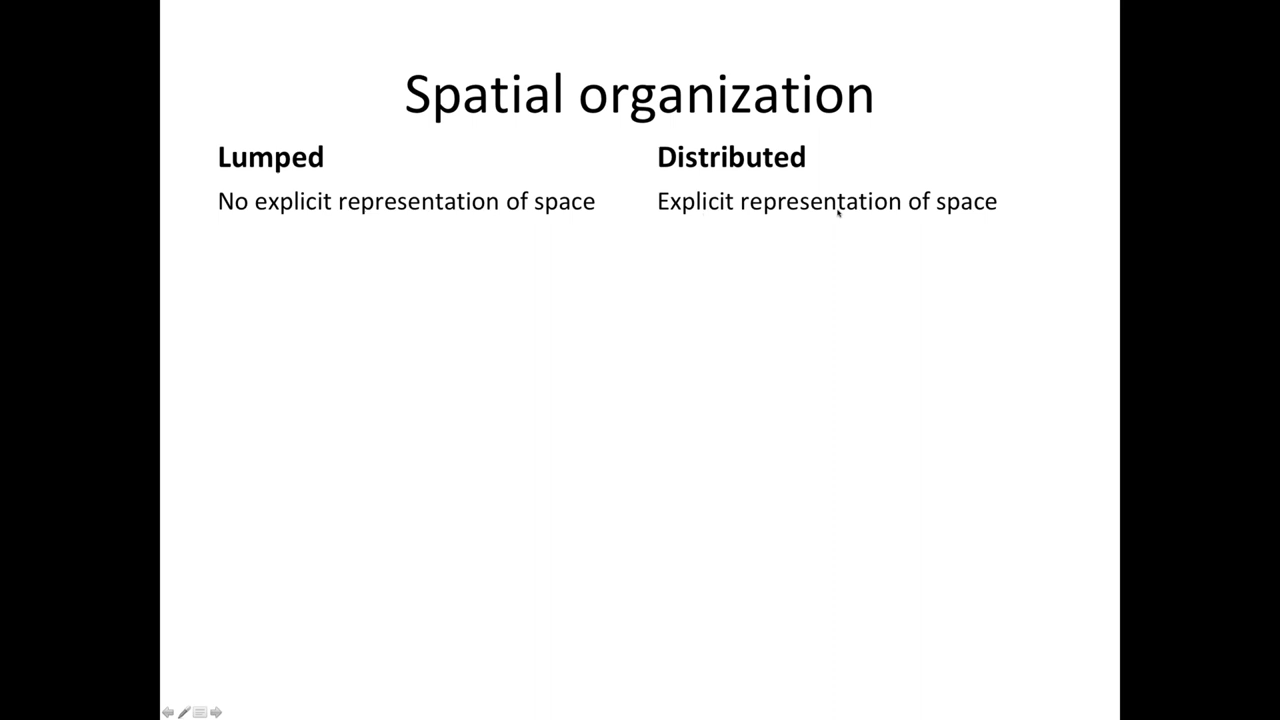 Spatial organization
Lumped
No explicit representation of space
Distributed
Explicit representation of space